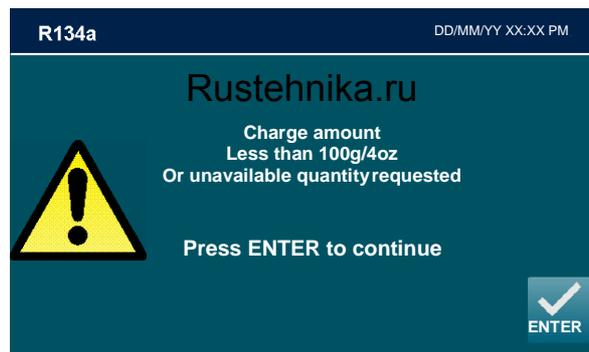 R134a
DD/MM/YY XX:XX PM
Rustehnika.ru
Charge amount
Less than 100g/4oz
Or unavailable quantity requested
Press ENTER to continue
ENTER